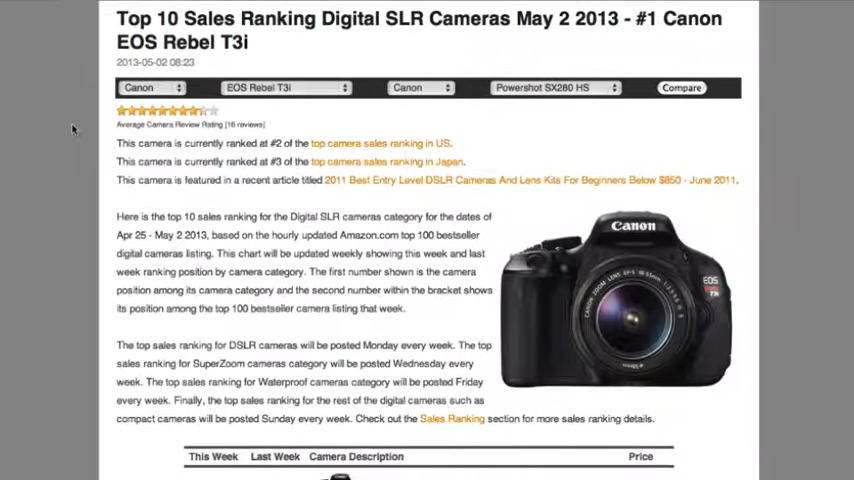 Top 10 Sales Ranking Digital SLR Cameras May 2 2013 - #1 Canon
EOS Rebel T3i
2013-05-02 08:23
Canon EOS Rebel T3i Canon Powershot SX280 HS Compare
Average Camera Review Rating [16 reviews]
This camera is currently ranked at #2 of the top camera sales ranking in US.
This camera is currently ranked at #3 of the top camera sales ranking in Japan.
This camera is featured in a recent article titled 2011 Best Entry Level DSLR Cameras And Lens Kits For Beginners Below $850 - June 2011.
Here is the top 10 sales ranking for the Digital SLR cameras category for the dates of
Apr 25 - May 2 2013, based on the hourly updated Amazon.com top 100 bestseller
digital cameras listing. This chart will be updated weekly showing this week and last
week ranking position by camera category. The first number shown is the camera
position among its camera category and the second number within the bracket shows
its position among the top 100 bestseller camera listing that week.
Canon
EOS
CANON ZOOM LENS EF-S 18-55mm
The top sales ranking for DSLR cameras will be posted Monday every week. The top
sales ranking for SuperZoom cameras category will be posted Wednesday every
week. The top sales ranking for Waterproof cameras category will be posted Friday
every week. Finally, the top sales ranking for the rest of the digital cameras such as
compact cameras will be posted Sunday every week. Check out the Sales Ranking section for more sales ranking details.
This Week Last Week Camera Description Price